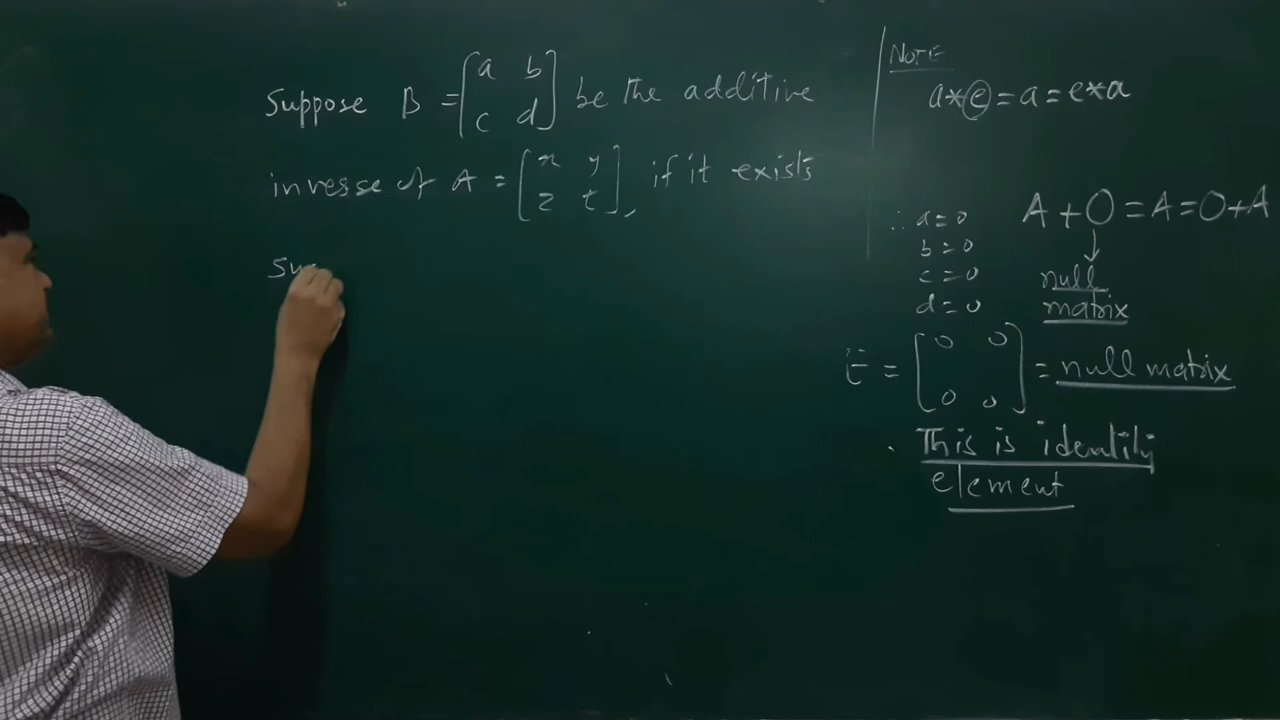 Suppose B = [a b c d] be the additive
inverse of A = [x y z t], if it exists
Su
NOTE
a*e = a = e*a
A + O = A = O + A
null
matrix
∴ a = 0
b = 0
c = 0
d = 0
E = [0 0 0 0] = null matrix
This is identity
element